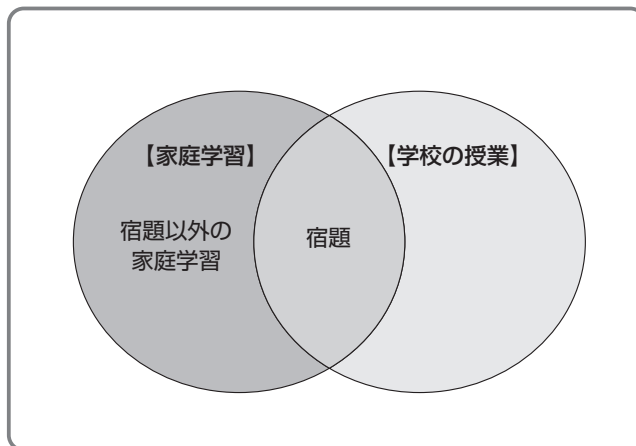 【家庭学習】
【学校の授業】
宿題以外の
家庭学習
宿題